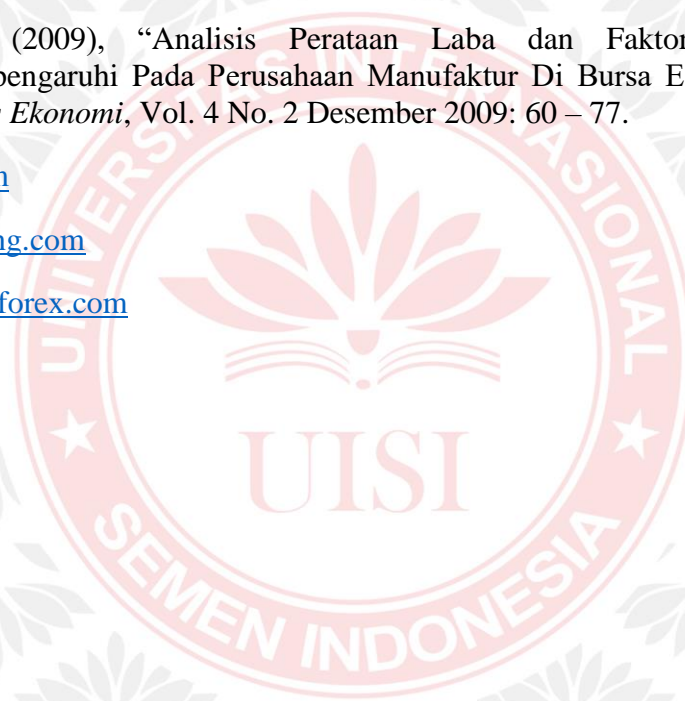 (2009), “Analisis Perataan Laba dan Faktor
pengaruhi Pada Perusahaan Manufaktur Di Bursa E
Ekonomi, Vol. 4 No. 2 Desember 2009: 60 – 77.
ng.com
forex.com
UNIVERSITAS INTERNASIONAL
UISI
SEMEN INDONESIA